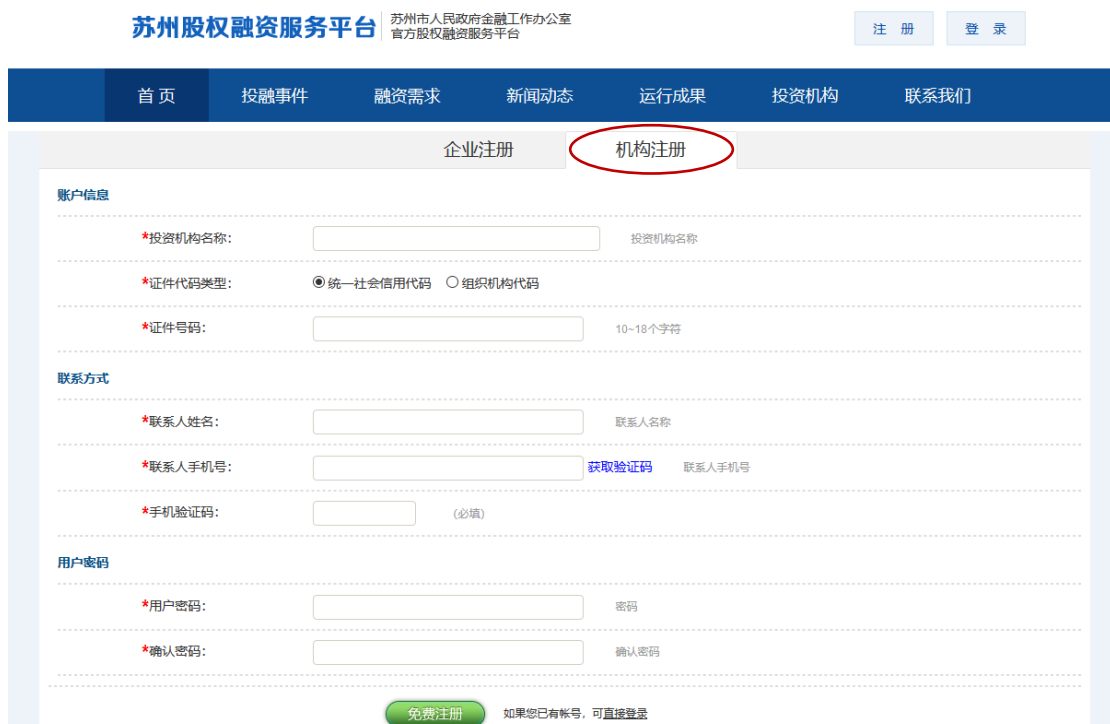 苏州股权融资服务平台 苏州市人民政府金融工作办公室
官方股权融资服务平台
注 册 登 录
首 页 投融事件 融资需求 新闻动态 运行成果 投资机构 联系我们
企业注册 机构注册
账户信息
*投资机构名称: 投资机构名称
*证件代码类型: 统一社会信用代码 组织机构代码
*证件号码: 10~18个字符
联系方式
*联系人姓名: 联系人名称
*联系人手机号: 获取验证码 联系人手机号
*手机验证码: (必填)
用户密码
*用户密码: 密码
*确认密码: 确认密码
免费注册 如果您已有帐号，可直接登录